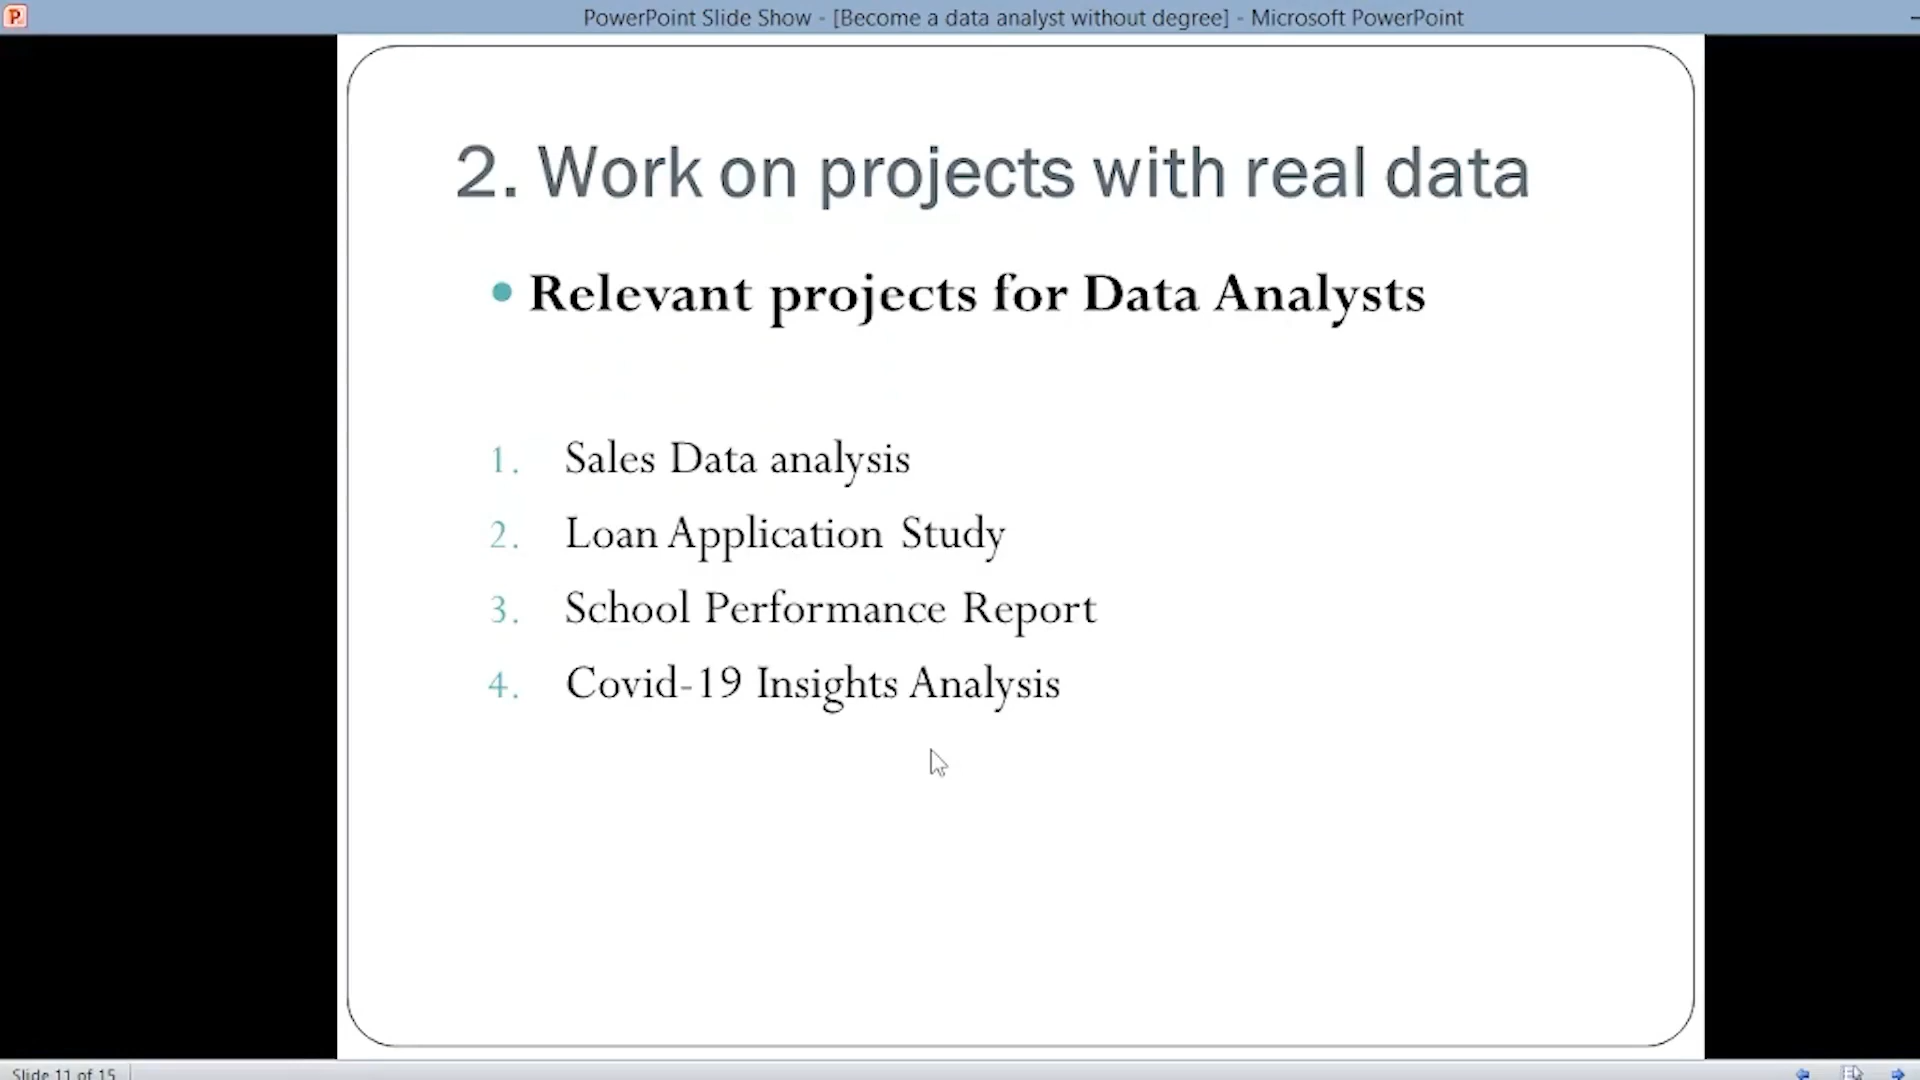 PowerPoint Slide Show - [Become a data analyst without degree] - Microsoft PowerPoint
2. Work on projects with real data
• Relevant projects for Data Analysts
1. Sales Data analysis
2. Loan Application Study
3. School Performance Report
4. Covid-19 Insights Analysis
Slide 11 of 15